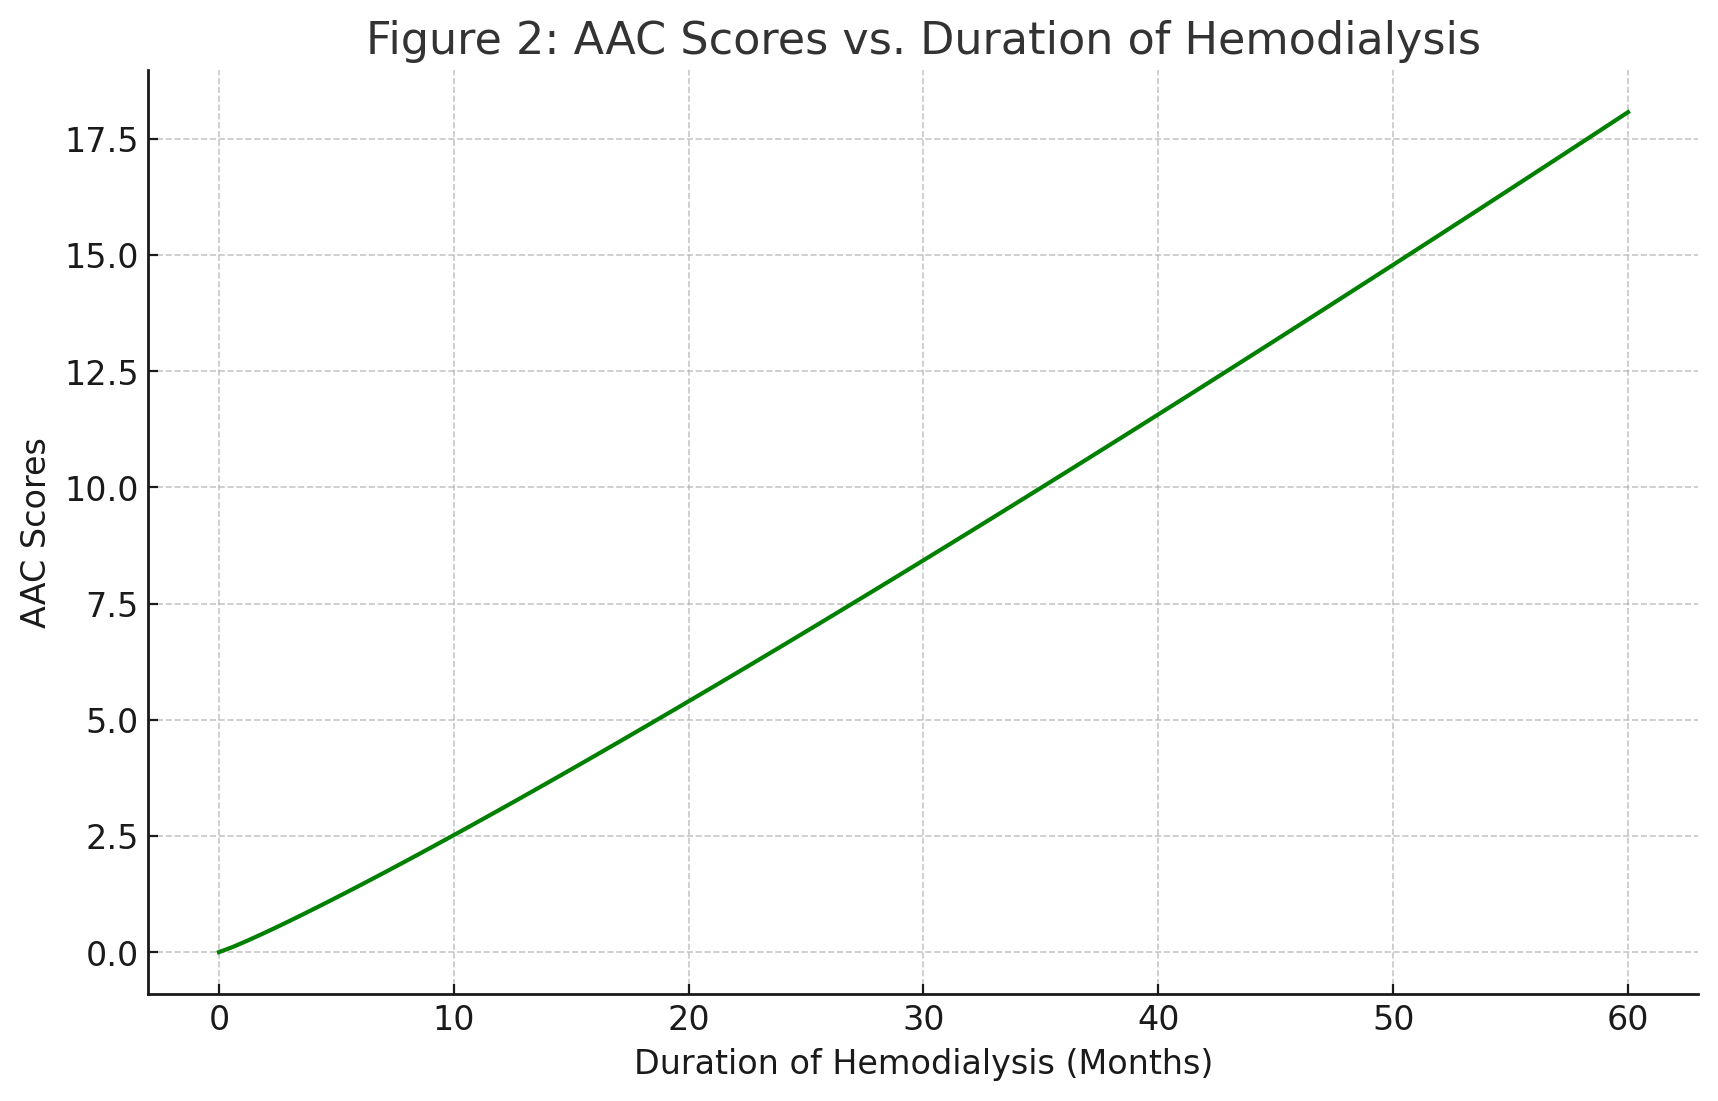 Figure 2: AAC Scores vs. Duration of Hemodialysis
17.5
15.0
12.5
10.0
7.5
5.0
2.5
0.0
AAC Scores
0 10 20 30 40 50 60
Duration of Hemodialysis (Months)